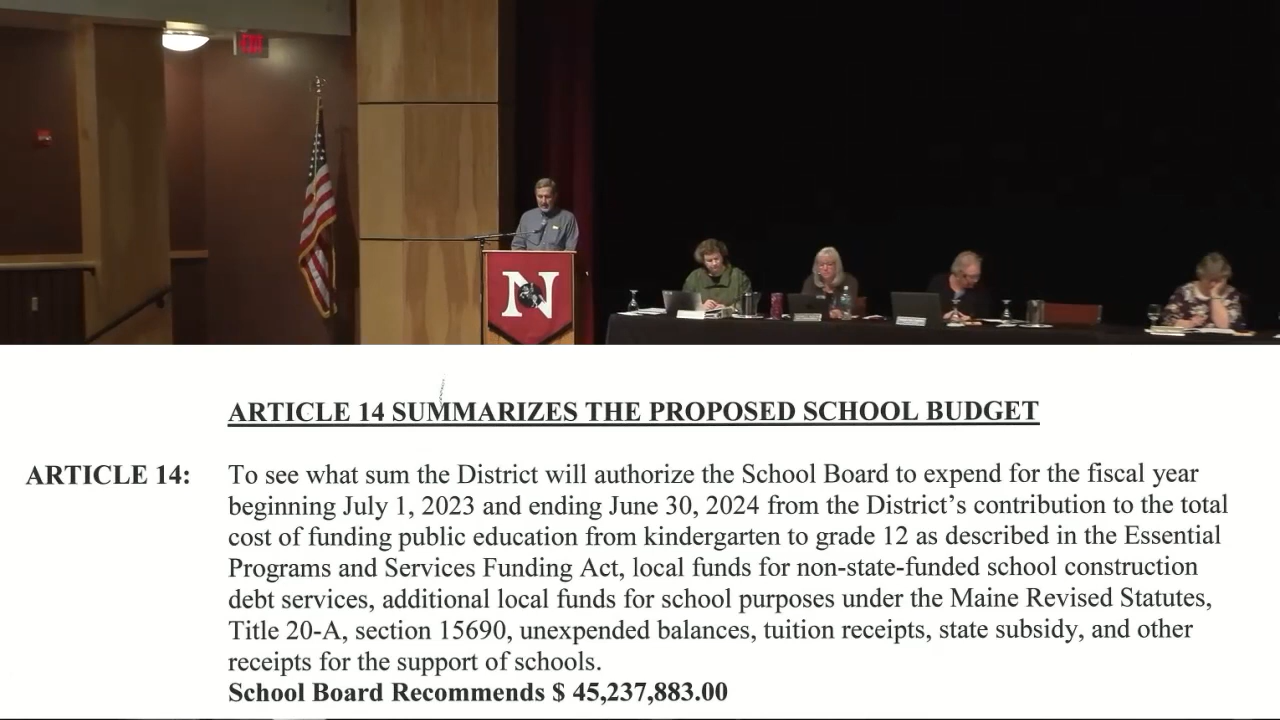 EXIT
N
ARTICLE 14 SUMMARIZES THE PROPOSED SCHOOL BUDGET
ARTICLE 14: To see what sum the District will authorize the School Board to expend for the fiscal year
beginning July 1, 2023 and ending June 30, 2024 from the District's contribution to the total
cost of funding public education from kindergarten to grade 12 as described in the Essential
Programs and Services Funding Act, local funds for non-state-funded school construction
debt services, additional local funds for school purposes under the Maine Revised Statutes,
Title 20-A, section 15690, unexpended balances, tuition receipts, state subsidy, and other
receipts for the support of schools.
School Board Recommends $ 45,237,883.00